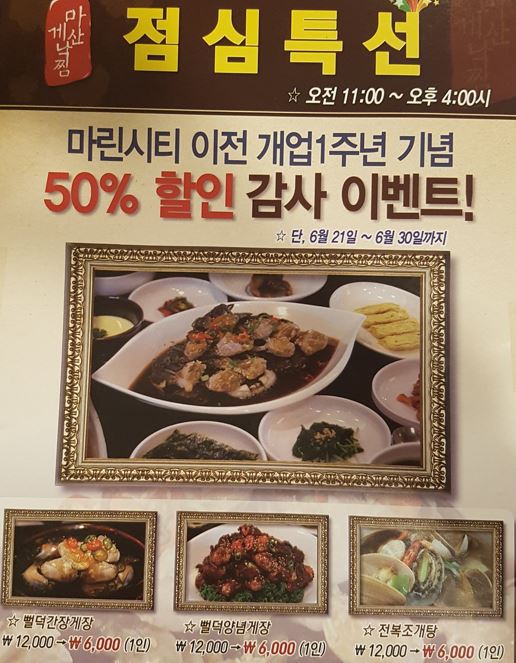 마산
게낙찜
점심특선
☆ 오전 11:00 ~ 오후 4:00시
마린시티 이전 개업1주년 기념
50% 할인 감사 이벤트!
☆ 단, 6월 21일 ~ 6월 30일까지
☆ 뻘덕간장게장
₩ 12,000→₩ 6,000 (1인)
☆ 뻘덕양념게장
₩ 12,000→₩ 6,000 (1인)
☆ 전복조개탕
₩ 12,000→₩ 6,000 (1인)